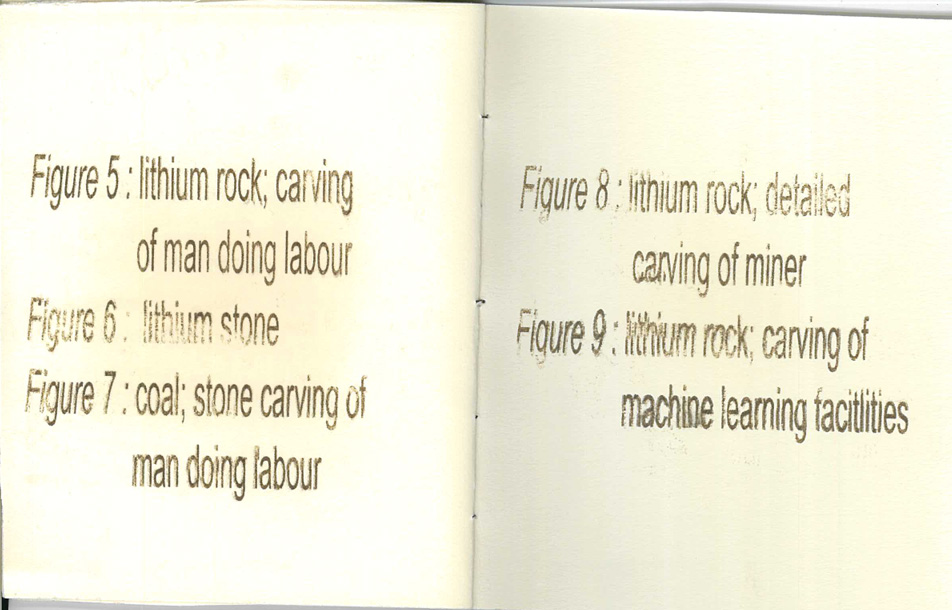 Figure 5 : lithium rock; carving
of man doing labour
Figure 6 : lithium stone
Figure 7 : coal; stone carving of
man doing labour
Figure 8 : lithium rock; detailed
carving of miner
Figure 9 : lithium rock; carving of
machine learning facitlities